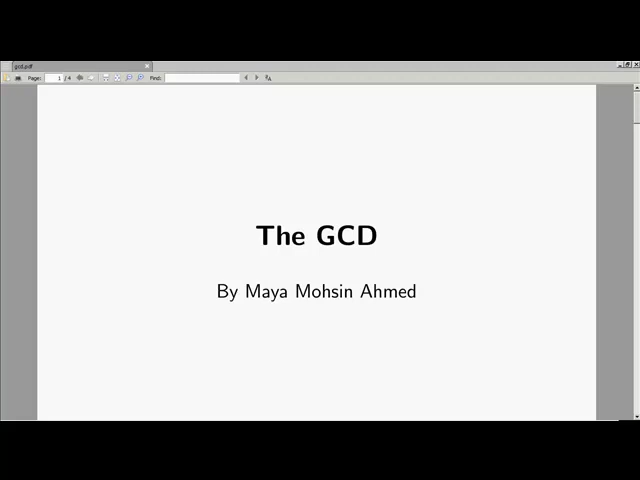 gcd.pdf
Page: 1 / 4 Find:
The GCD
By Maya Mohsin Ahmed